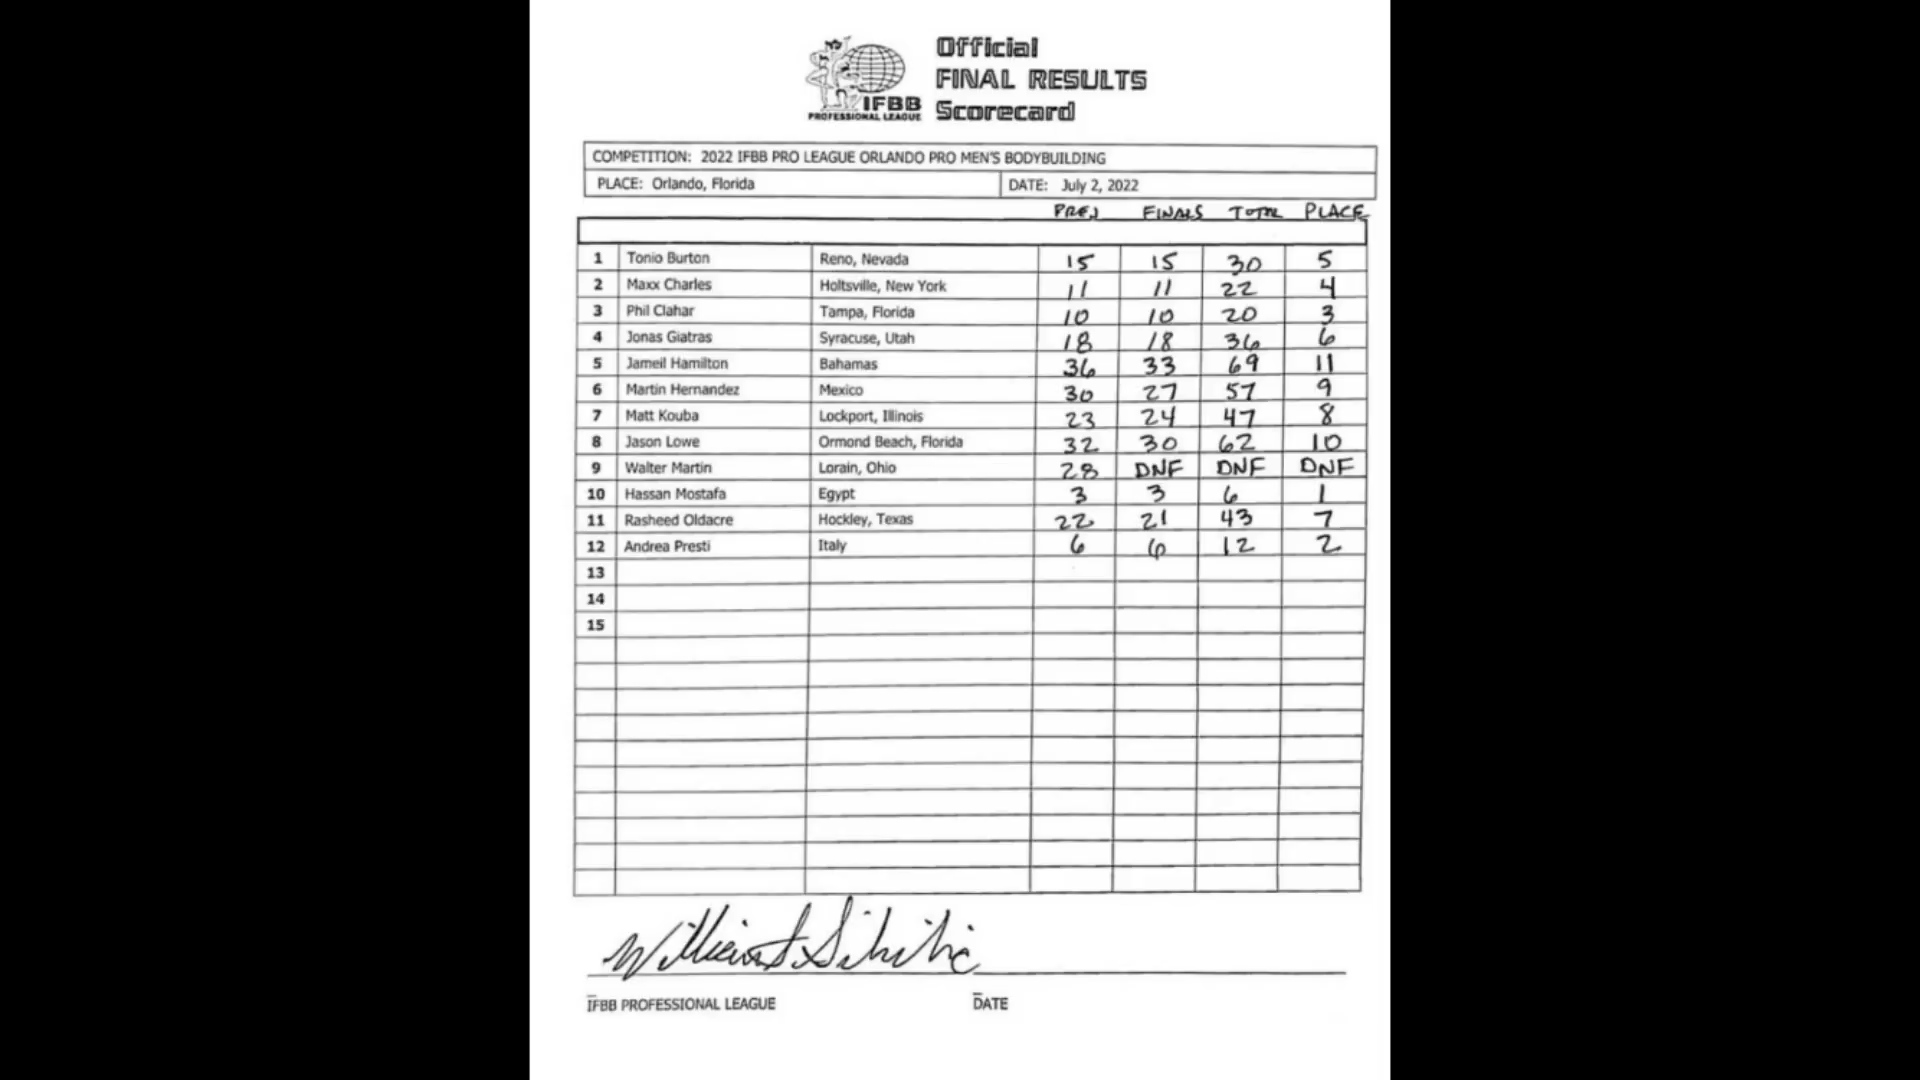 Official
FINAL RESULTS
Scorecard
IFBB
PROFESSIONAL LEAGUE
COMPETITION: 2022 IFBB PRO LEAGUE ORLANDO PRO MEN'S BODYBUILDING
PLACE: Orlando, Florida DATE: July 2, 2022
PREJ FINALS TOTAL PLACE
1 Tonio Burton Reno, Nevada 15 15 30 5
2 Maxx Charles Holtsville, New York 11 11 22 4
3 Phil Clahar Tampa, Florida 10 10 20 3
4 Jonas Giatras Syracuse, Utah 18 18 36 6
5 Jameil Hamilton Bahamas 36 33 69 11
6 Martin Hernandez Mexico 30 27 57 9
7 Matt Kouba Lockport, Illinois 23 24 47 8
8 Jason Lowe Ormond Beach, Florida 32 30 62 10
9 Walter Martin Lorain, Ohio 28 DNF DNF DNF
10 Hassan Mostafa Egypt 3 3 6 1
11 Rasheed Oldacre Hockley, Texas 22 21 43 7
12 Andrea Presti Italy 6 6 12 2
13
14
15
IFBB PROFESSIONAL LEAGUE DATE